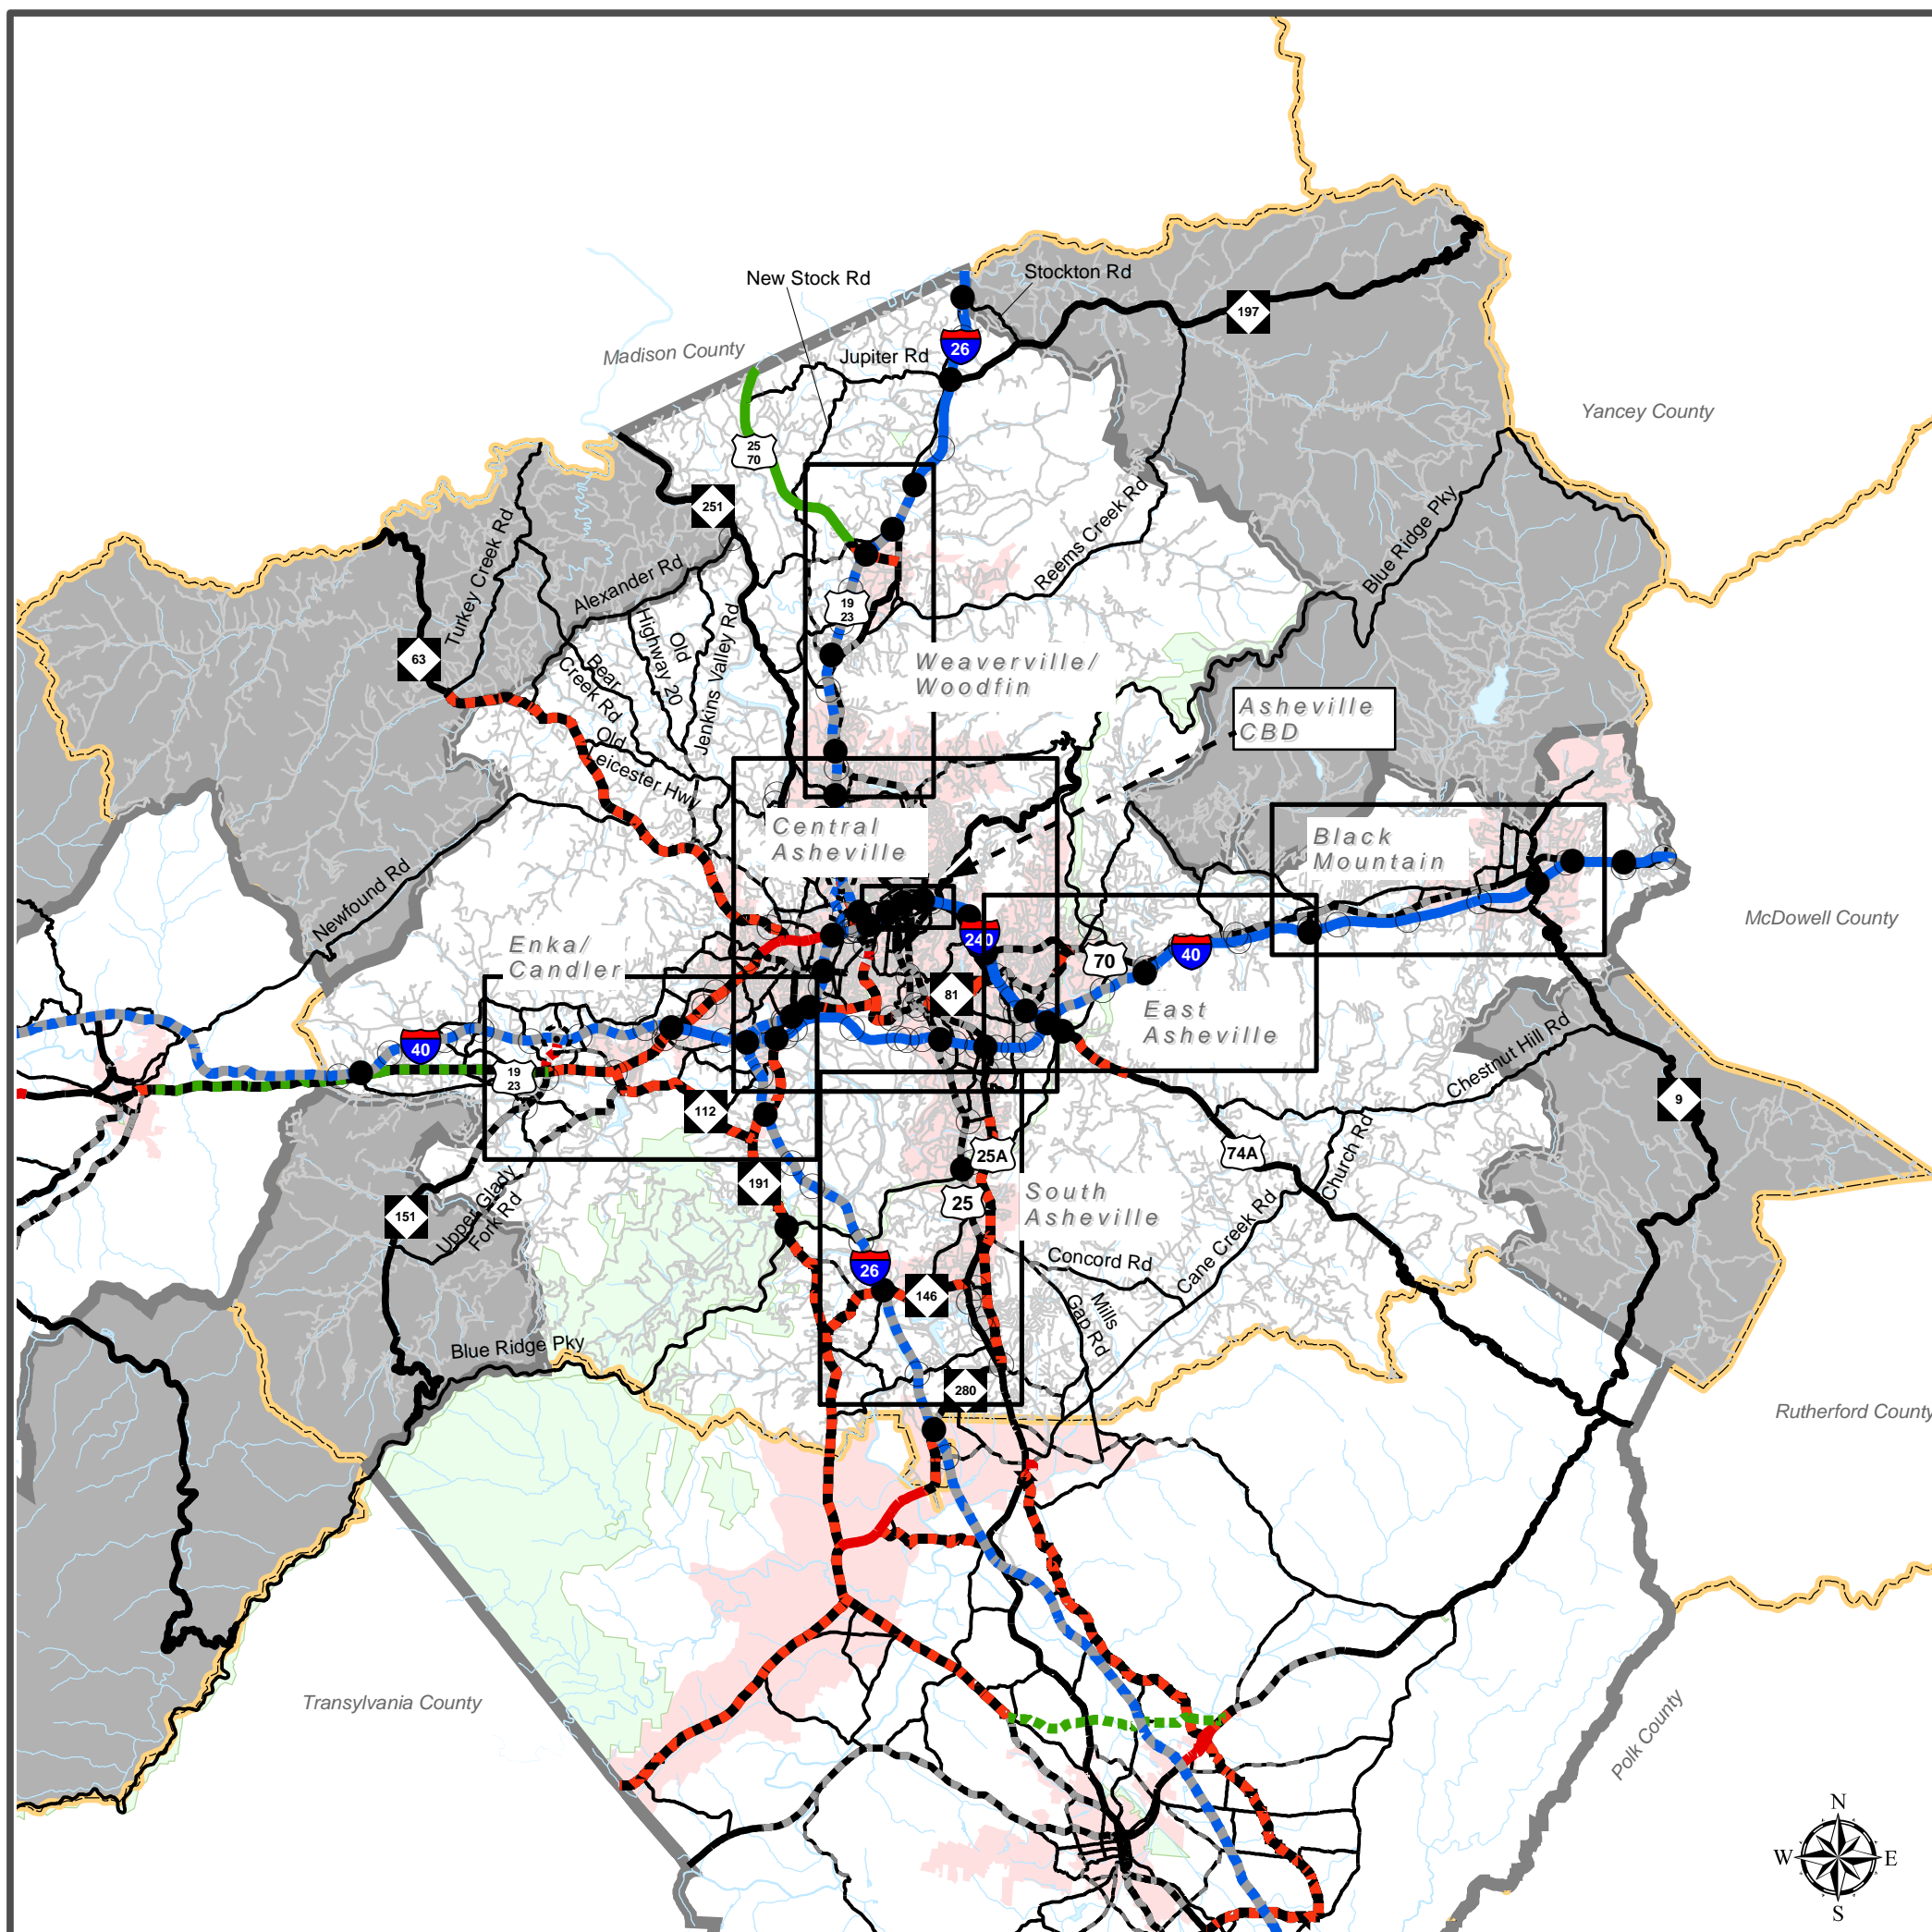 New Stock Rd
Stockton Rd
197
26
Madison County
Jupiter Rd
Yancey County
25
70
251
Turkey Creek Rd
Alexander Rd
Reems Creek Rd
Blue Ridge Pky
19
23
63
Old
Highway 20
Bear
Creek Rd
Jenkins Valley Rd
Weaverville/
Woodfin
Asheville
CBD
Old
Leicester Hwy
Central
Asheville
Black
Mountain
Newfound Rd
McDowell County
Enka/
Candler
240
70
40
81
East
Asheville
40
19
23
Chestnut Hill Rd
112
9
25A
74A
Church Rd
191
25
South
Asheville
151
Upper Glady
Fork Rd
Concord Rd
Cane Creek Rd
26
146
Mills
Gap Rd
Blue Ridge Pky
280
Rutherford County
Transylvania County
Polk County
N
W
E
S